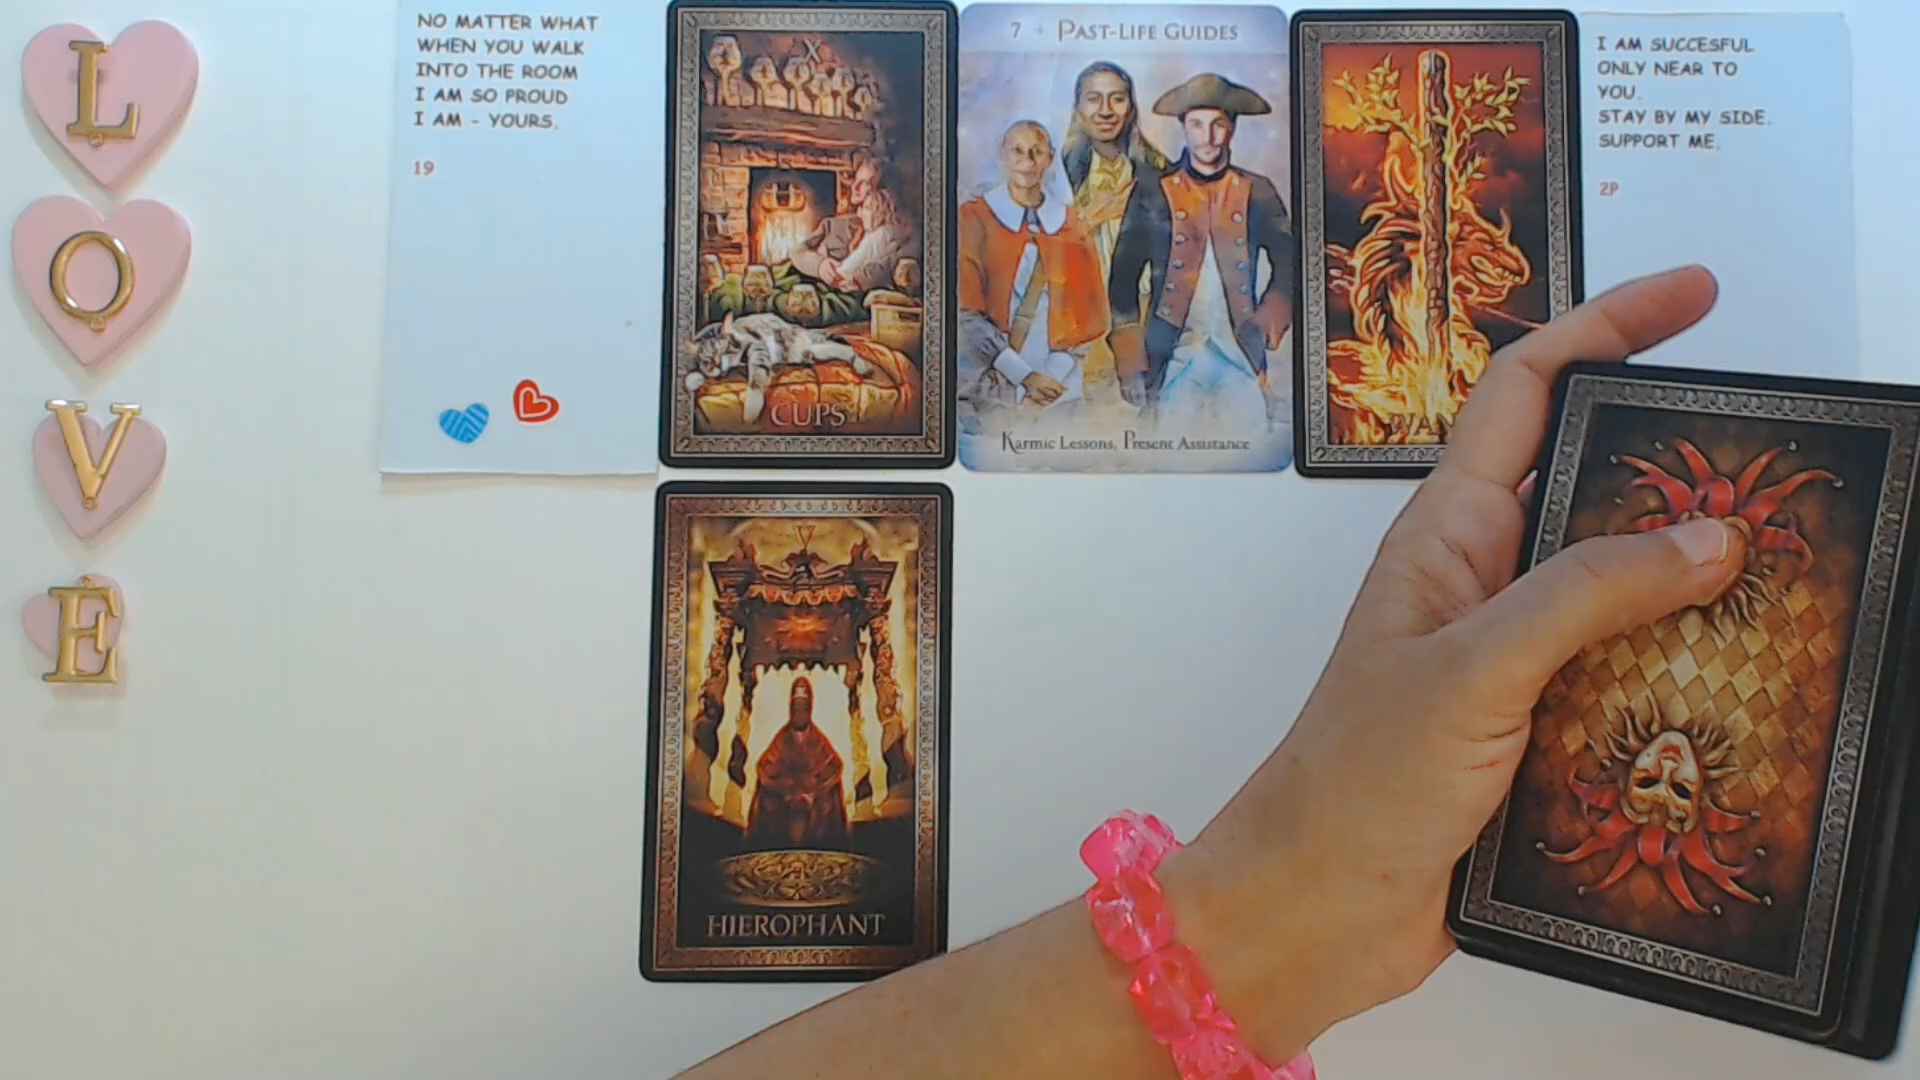 L
O
V
E
NO MATTER WHAT
WHEN YOU WALK
INTO THE ROOM
I AM SO PROUD
I AM - YOURS.
19
X
CUPS
7 + PAST-LIFE GUIDES
KARMIC LESSONS, PRESENT ASSISTANCE
WAN
I AM SUCCESFUL
ONLY NEAR TO
YOU.
STAY BY MY SIDE.
SUPPORT ME.
2P
V
HIEROPHANT